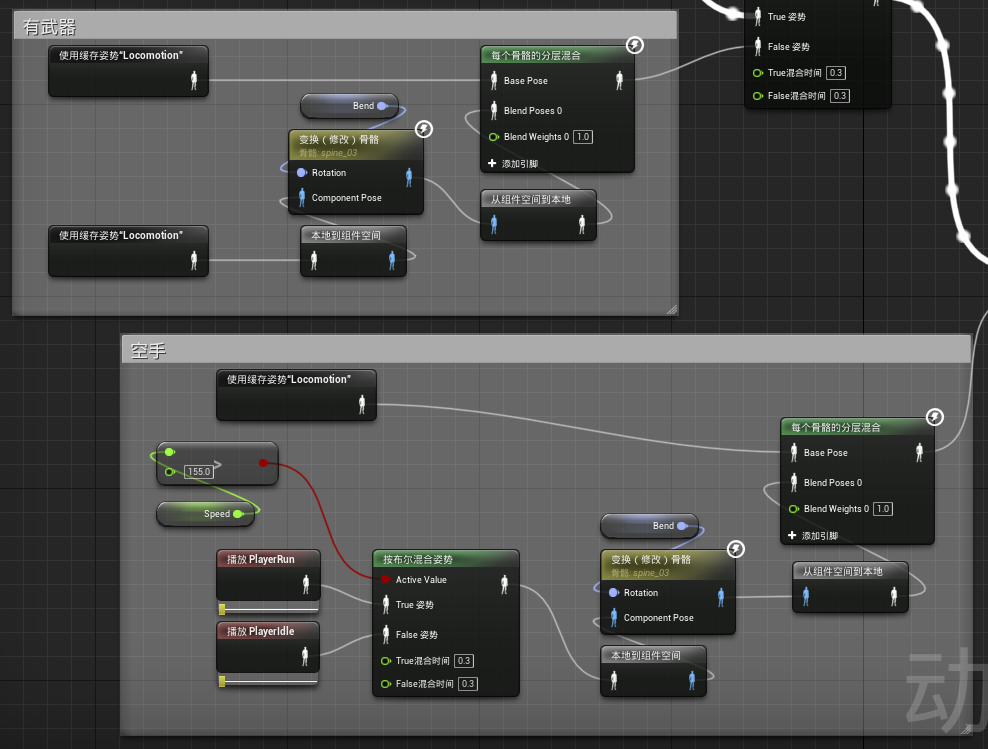 有武器
使用缓存姿势"Locomotion"
Bend
变换（修改）骨骼
骨骼: spine_03
Rotation
Component Pose
使用缓存姿势"Locomotion"
本地到组件空间
每个骨骼的分层混合
Base Pose
Blend Poses 0
Blend Weights 0 1.0
添加引脚
从组件空间到本地
True 姿势
False 姿势
True混合时间 0.3
False混合时间 0.3
空手
使用缓存姿势"Locomotion"
>
155.0
Speed
播放 PlayerRun
播放 PlayerIdle
按布尔混合姿势
Active Value
True 姿势
False 姿势
True混合时间 0.3
False混合时间 0.3
Bend
变换（修改）骨骼
骨骼: spine_03
Rotation
Component Pose
本地到组件空间
每个骨骼的分层混合
Base Pose
Blend Poses 0
Blend Weights 0 1.0
添加引脚
从组件空间到本地
动